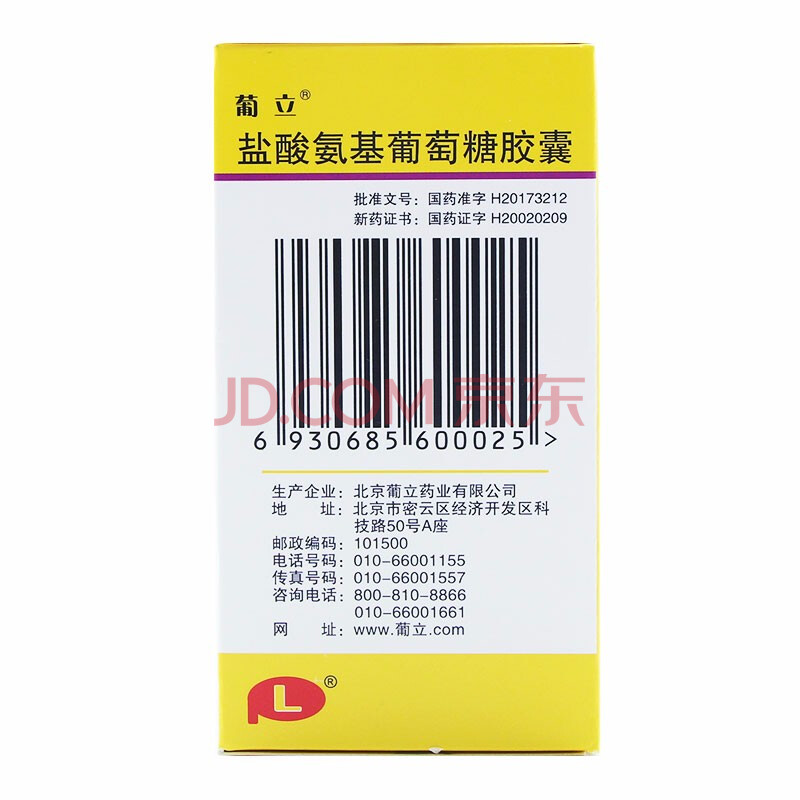 葡立®
盐酸氨基葡萄糖胶囊
批准文号：国药准字 H20173212
新药证书：国药证字 H20020209
JD.COM 京东
6 930685 600025 >
生产企业：北京葡立药业有限公司
地 址：北京市密云区经济开发区科
技路50号A座
邮政编码：101500
电话号码：010-66001155
传真号码：010-66001557
咨询电话：800-810-8866
010-66001661
网 址：www.葡立.com
L®